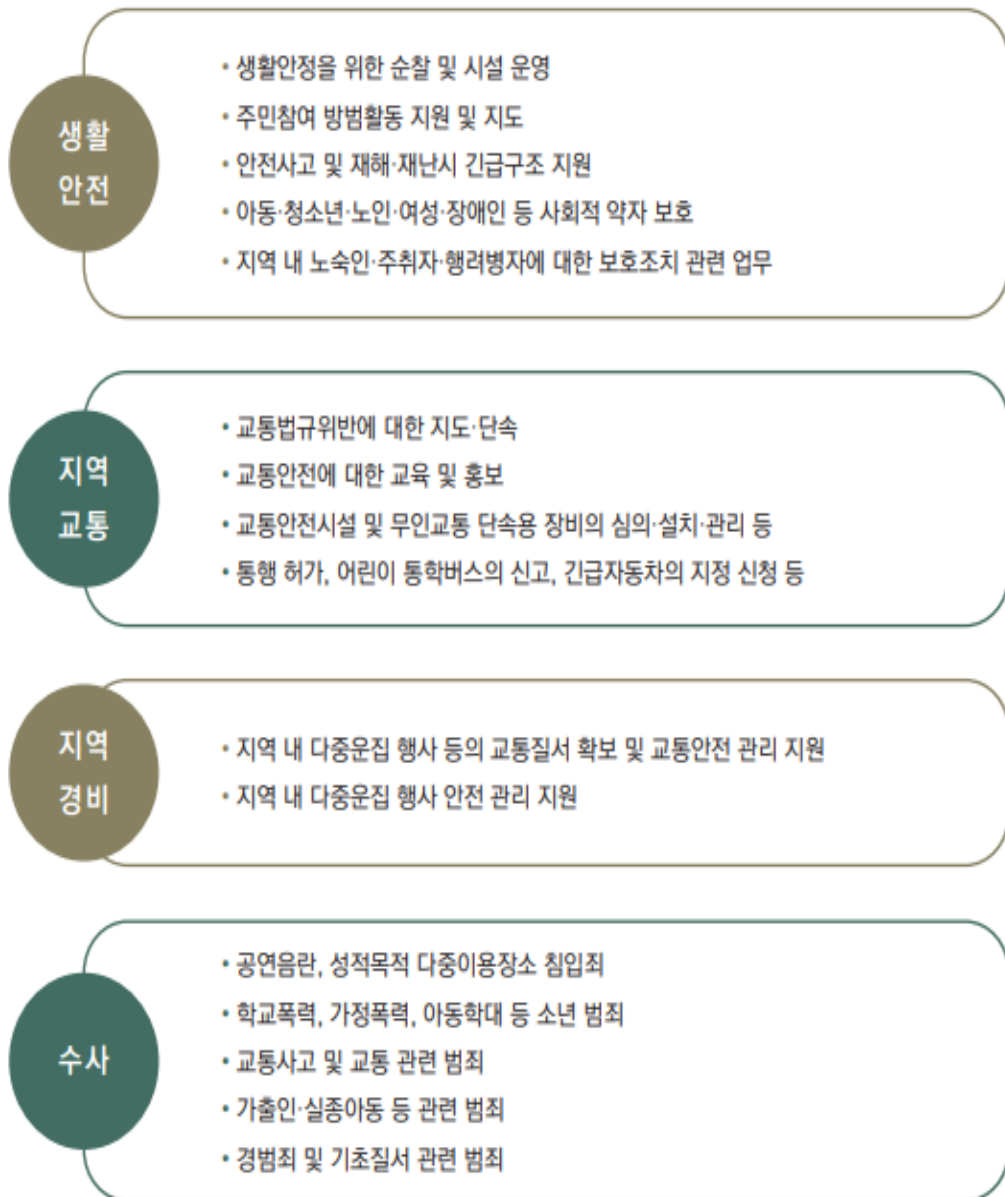 생활
안전
• 생활안정을 위한 순찰 및 시설 운영
• 주민참여 방범활동 지원 및 지도
• 안전사고 및 재해·재난시 긴급구조 지원
• 아동·청소년·노인·여성·장애인 등 사회적 약자 보호
• 지역 내 노숙인·주취자·행려병자에 대한 보호조치 관련 업무
지역
교통
• 교통법규위반에 대한 지도·단속
• 교통안전에 대한 교육 및 홍보
• 교통안전시설 및 무인교통 단속용 장비의 심의·설치·관리 등
• 통행 허가, 어린이 통학버스의 신고, 긴급자동차의 지정 신청 등
지역
경비
• 지역 내 다중운집 행사 등의 교통질서 확보 및 교통안전 관리 지원
• 지역 내 다중운집 행사 안전 관리 지원
수사
• 공연음란, 성적목적 다중이용장소 침입죄
• 학교폭력, 가정폭력, 아동학대 등 소년 범죄
• 교통사고 및 교통 관련 범죄
• 가출인·실종아동 등 관련 범죄
• 경범죄 및 기초질서 관련 범죄